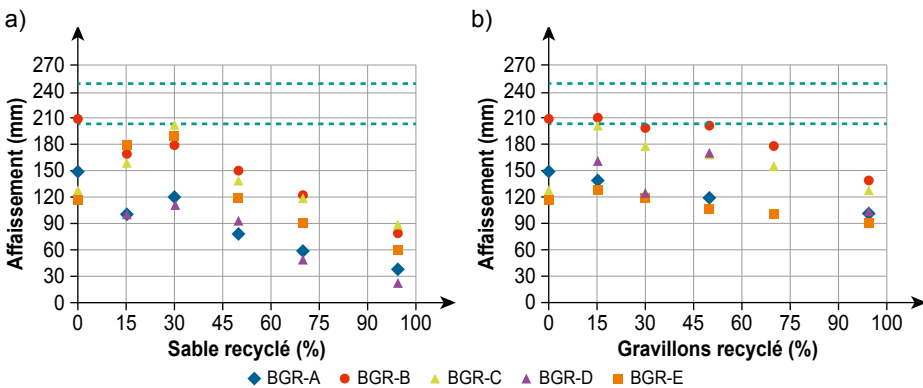 a)
Affaissement (mm)
270
240
210
180
150
120
90
60
30
0
0 15 30 45 60 75 90 100
Sable recyclé (%)
b)
Affaissement (mm)
270
240
210
180
150
120
90
60
30
0
0 15 30 45 60 75 90 100
Gravillons recyclé (%)
BGR-A BGR-B BGR-C BGR-D BGR-E